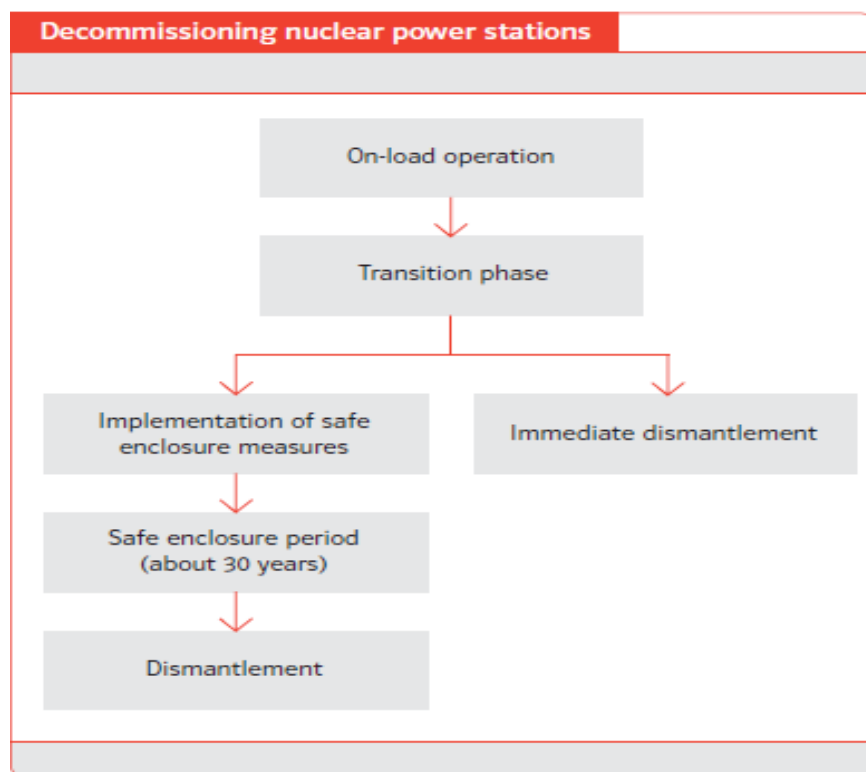 Decommissioning nuclear power stations
On-load operation
Transition phase
Implementation of safe
enclosure measures
Immediate dismantlement
Safe enclosure period
(about 30 years)
Dismantlement